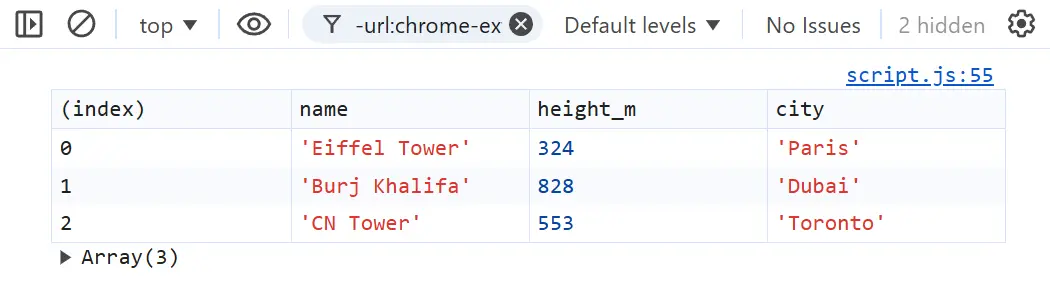 top -url:chrome-ex Default levels No Issues 2 hidden
script.js:55
(index) name height_m city
0 'Eiffel Tower' 324 'Paris'
1 'Burj Khalifa' 828 'Dubai'
2 'CN Tower' 553 'Toronto'
Array(3)